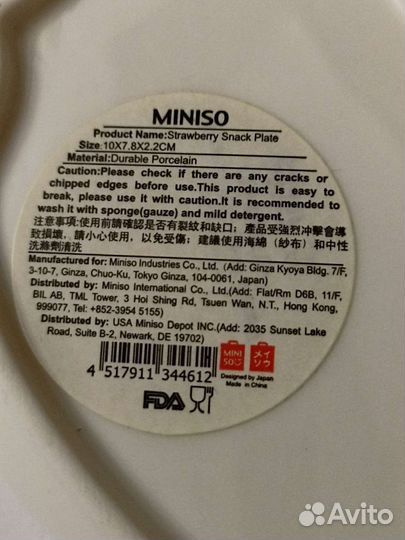 MINISO
Product Name:Strawberry Snack Plate
Size:10X7.8X2.2CM
Material:Durable Porcelain
Caution:Please check if there are any cracks or
chipped edges before use.This product is easy to
break, please use it with caution.It is recommended to
wash it with sponge(gauze) and mild detergent.
注意事項:使用前請確認是否有裂紋和缺口;產品受強烈冲擊會導
致損壞,請小心使用,以免受傷;建議使用海綿(紗布)和中性
洗滌劑清洗
Manufactured for: Miniso Industries Co., Ltd. (Add: Ginza Kyoya Bldg. 7/F,
3-10-7, Ginza, Chuo-Ku, Tokyo Ginza, 104-0061, Japan)
Distributed by: Miniso International Co., Ltd.(Add: Flat/Rm D6B, 11/F,
BIL AB, TML Tower, 3 Hoi Shing Rd, Tsuen Wan, N.T., Hong Kong,
999077, Tel: +852-3954 5155)
Distributed by: USA Miniso Depot INC.(Add: 2035 Sunset Lake
Road, Suite B-2, Newark, DE 19702)
MINI
SO
メイ
ソウ
4 517911 344612
Designed by Japan
Made in China
FDA
Avito